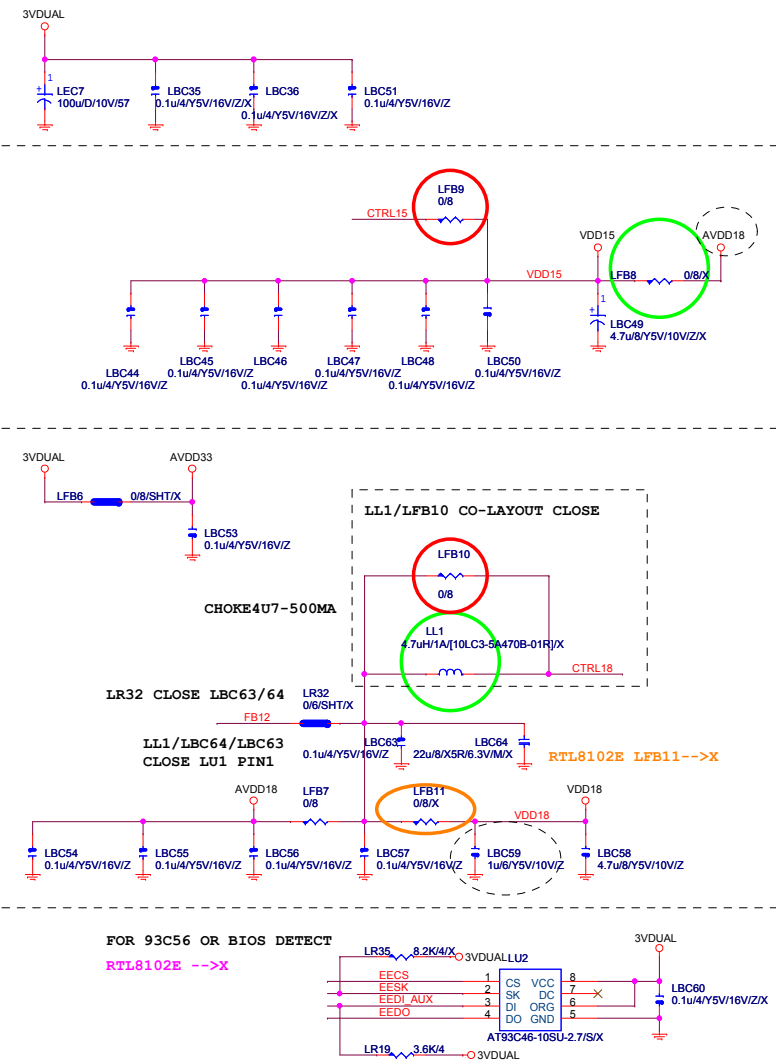 3VDUAL
1
+
LEC7
100u/D/10V/57
LBC35
0.1u/4/Y5V/16V/Z/X
LBC36
0.1u/4/Y5V/16V/Z/X
LBC51
0.1u/4/Y5V/16V/Z
LFB9
0/8
CTRL15
VDD15
VDD15
AVDD18
LFB8
0/8/X
1
+
LBC49
4.7u/8/Y5V/10V/Z/X
LBC44
0.1u/4/Y5V/16V/Z
LBC45
0.1u/4/Y5V/16V/Z
LBC46
0.1u/4/Y5V/16V/Z
LBC47
0.1u/4/Y5V/16V/Z
LBC48
0.1u/4/Y5V/16V/Z
LBC50
0.1u/4/Y5V/16V/Z
3VDUAL
AVDD33
LFB6
0/8/SHT/X
LBC53
0.1u/4/Y5V/16V/Z
LL1/LFB10 CO-LAYOUT CLOSE
LFB10
0/8
CHOKE4U7-500MA
LL1
4.7uH/1A/[10LC3-5A470B-01R]/X
CTRL18
LR32 CLOSE LBC63/64
LR32
0/6/SHT/X
FB12
LL1/LBC64/LBC63
CLOSE LU1 PIN1
LBC63
0.1u/4/Y5V/16V/Z
LBC64
22u/8/X5R/6.3V/M/X
RTL8102E LFB11-->X
AVDD18
LFB7
0/8
LFB11
0/8/X
VDD18
VDD18
LBC54
0.1u/4/Y5V/16V/Z
LBC55
0.1u/4/Y5V/16V/Z
LBC56
0.1u/4/Y5V/16V/Z
LBC57
0.1u/4/Y5V/16V/Z
LBC59
1u/6/Y5V/10V/Z
LBC58
4.7u/8/Y5V/10V/Z
FOR 93C56 OR BIOS DETECT
RTL8102E -->X
LR35
8.2K/4/X
3VDUAL
LU2
3VDUAL
EECS
1
CS
VCC
8
EESK
2
SK
DC
7
EEDI_AUX
3
DI
ORG
6
EEDO
4
DO
GND
5
AT93C46-10SU-2.7/S/X
LBC60
0.1u/4/Y5V/16V/Z/X
LR19
3.6K/4
3VDUAL